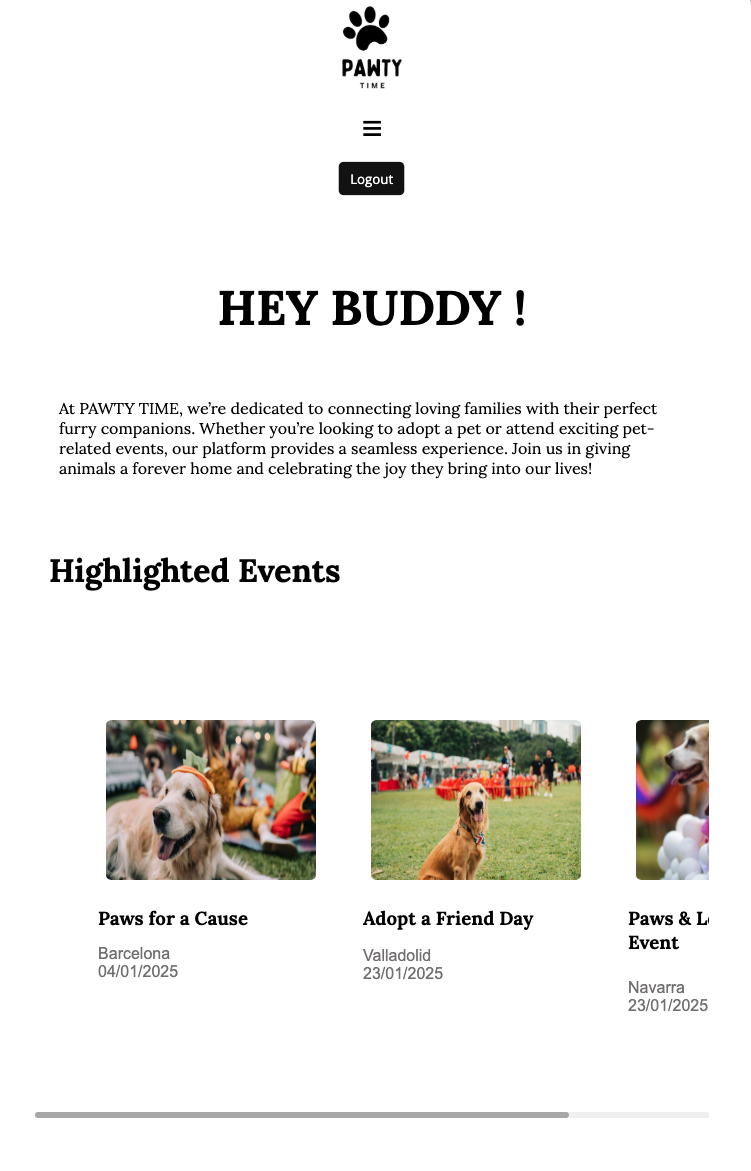 PAWTY
TIME
Logout
HEY BUDDY !
At PAWTY TIME, we’re dedicated to connecting loving families with their perfect
furry companions. Whether you’re looking to adopt a pet or attend exciting pet-
related events, our platform provides a seamless experience. Join us in giving
animals a forever home and celebrating the joy they bring into our lives!
Highlighted Events
Paws for a Cause
Barcelona
04/01/2025
Adopt a Friend Day
Valladolid
23/01/2025
Paws &
Event
Navarra
23/01/2025